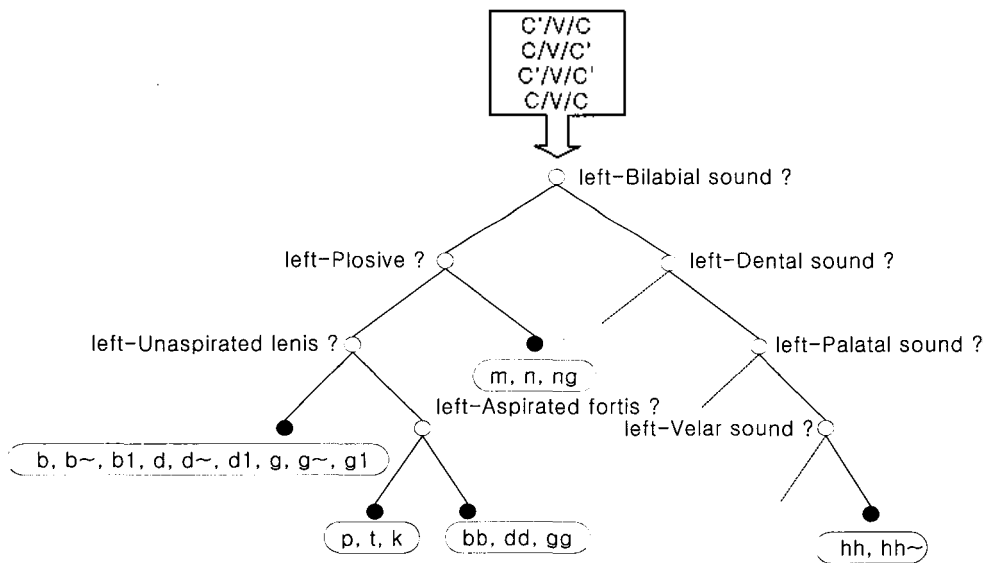 C'/V/C
C/V/C'
C'/V/C'
C/V/C
left-Bilabial sound ?
left-Plosive ?
left-Dental sound ?
left-Unaspirated lenis ?
left-Palatal sound ?
m, n, ng
left-Aspirated fortis ?
left-Velar sound ?
b, b~, b1, d, d~, d1, g, g~, g1
p, t, k
bb, dd, gg
hh, hh~